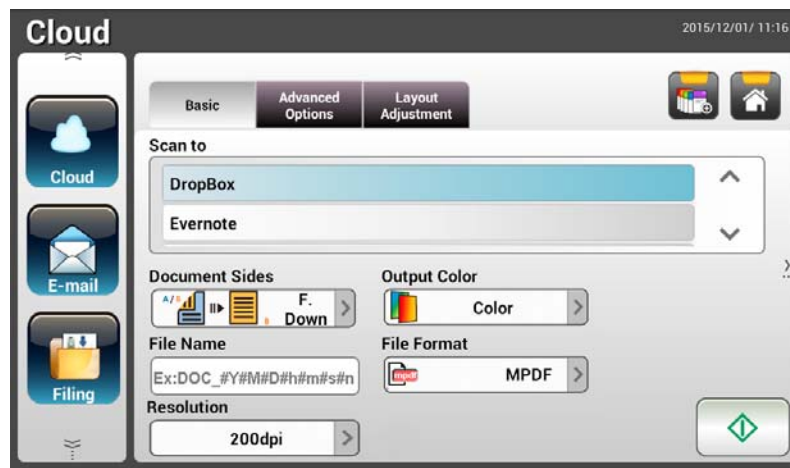 Cloud
2015/12/01/ 11:16
Basic
Advanced
Options
Layout
Adjustment
Scan to
DropBox
Evernote
Cloud
E-mail
Filing
Document Sides
A/B
F.
Down
Output Color
Color
File Name
Ex:DOC_#Y#M#D#h#m#s#n
File Format
mpdf
MPDF
Resolution
200dpi